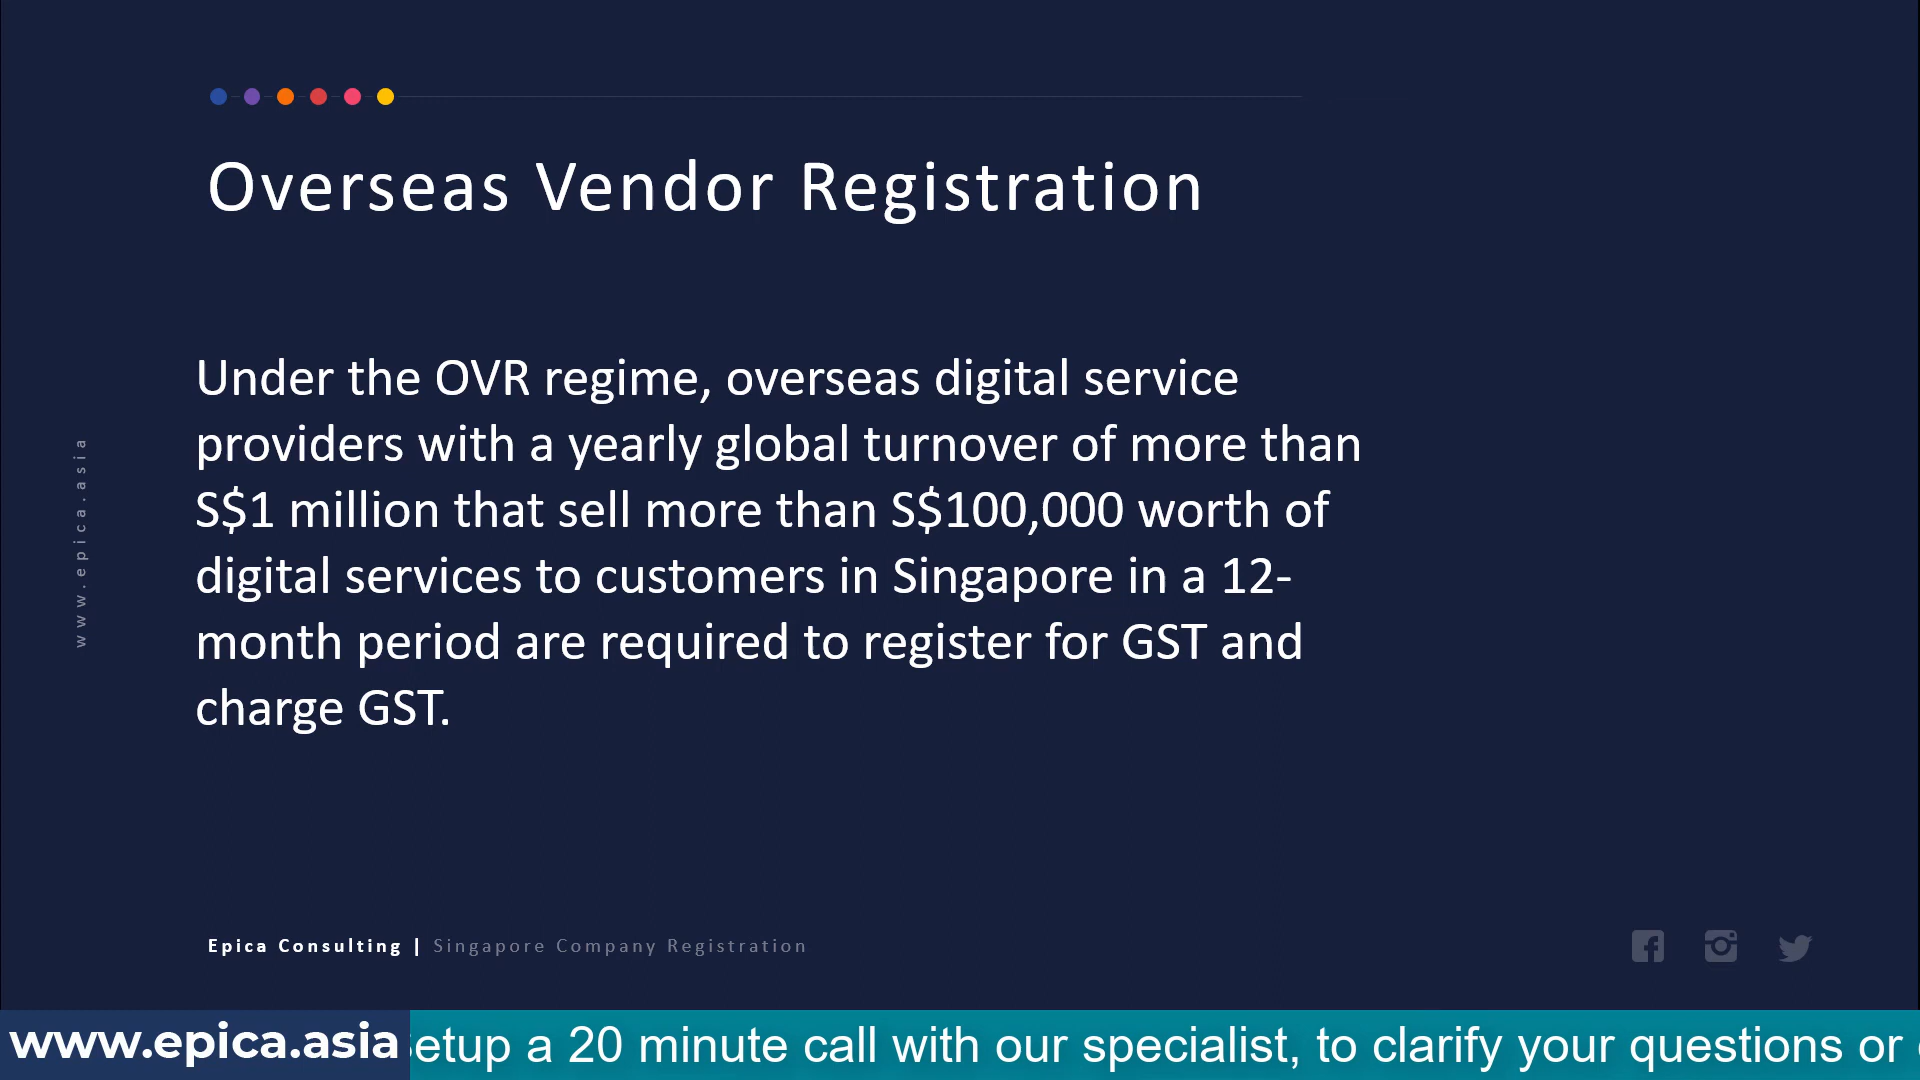 Overseas Vendor Registration
Under the OVR regime, overseas digital service
providers with a yearly global turnover of more than
S$1 million that sell more than S$100,000 worth of
digital services to customers in Singapore in a 12-
month period are required to register for GST and
charge GST.
www.epica.asia
Epica Consulting | Singapore Company Registration
www.epica.asia
etup a 20 minute call with our specialist, to clarify your questions or